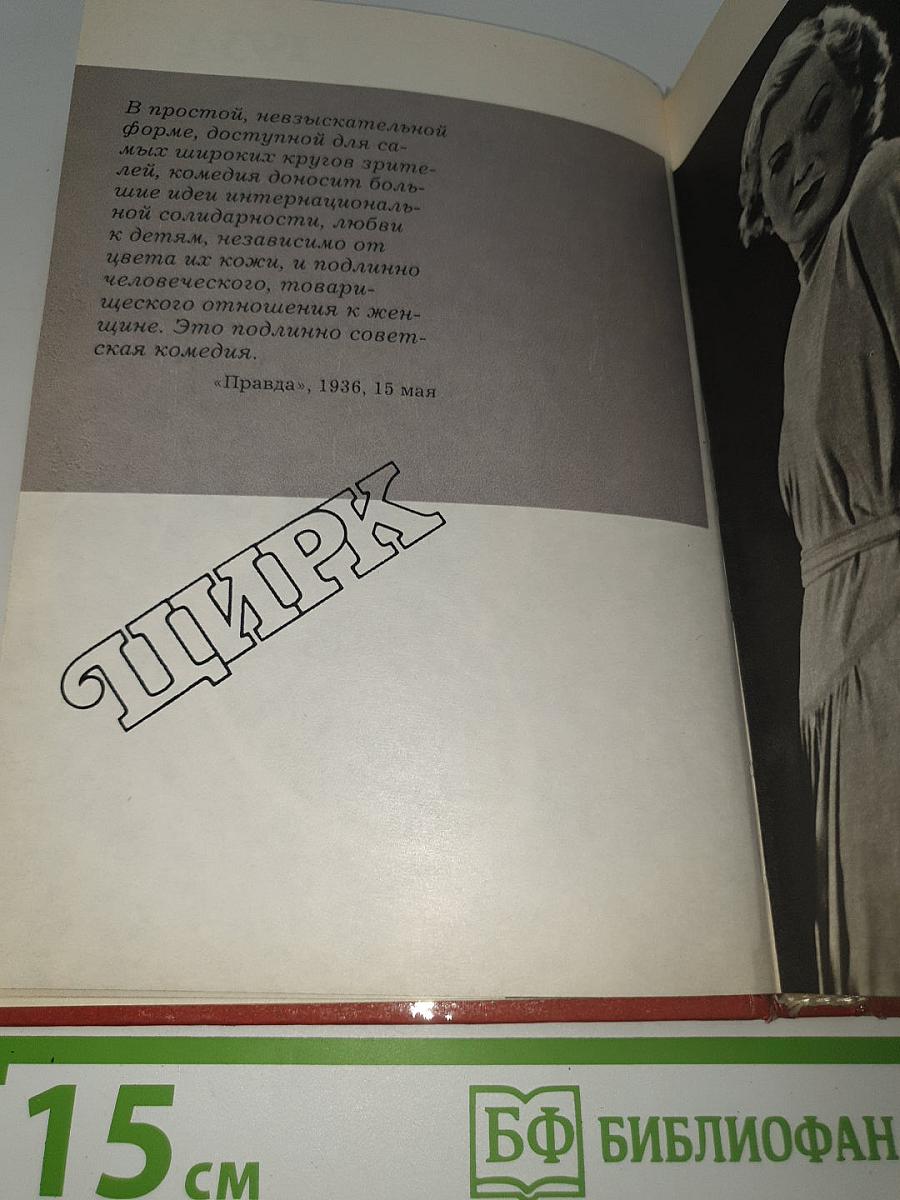 В простой, невзыскательной
форме, доступной для са-
мых широких кругов зрите-
лей, комедия доносит боль-
шие идеи интернациональ-
ной солидарности, любви
к детям, независимо от
цвета их кожи, и подлинно
человеческого, товари-
щеского отношения к жен-
щине. Это подлинно совет-
ская комедия.
«Правда», 1936, 15 мая
ЦИРК
15 см
БФ БИБЛИОФАН